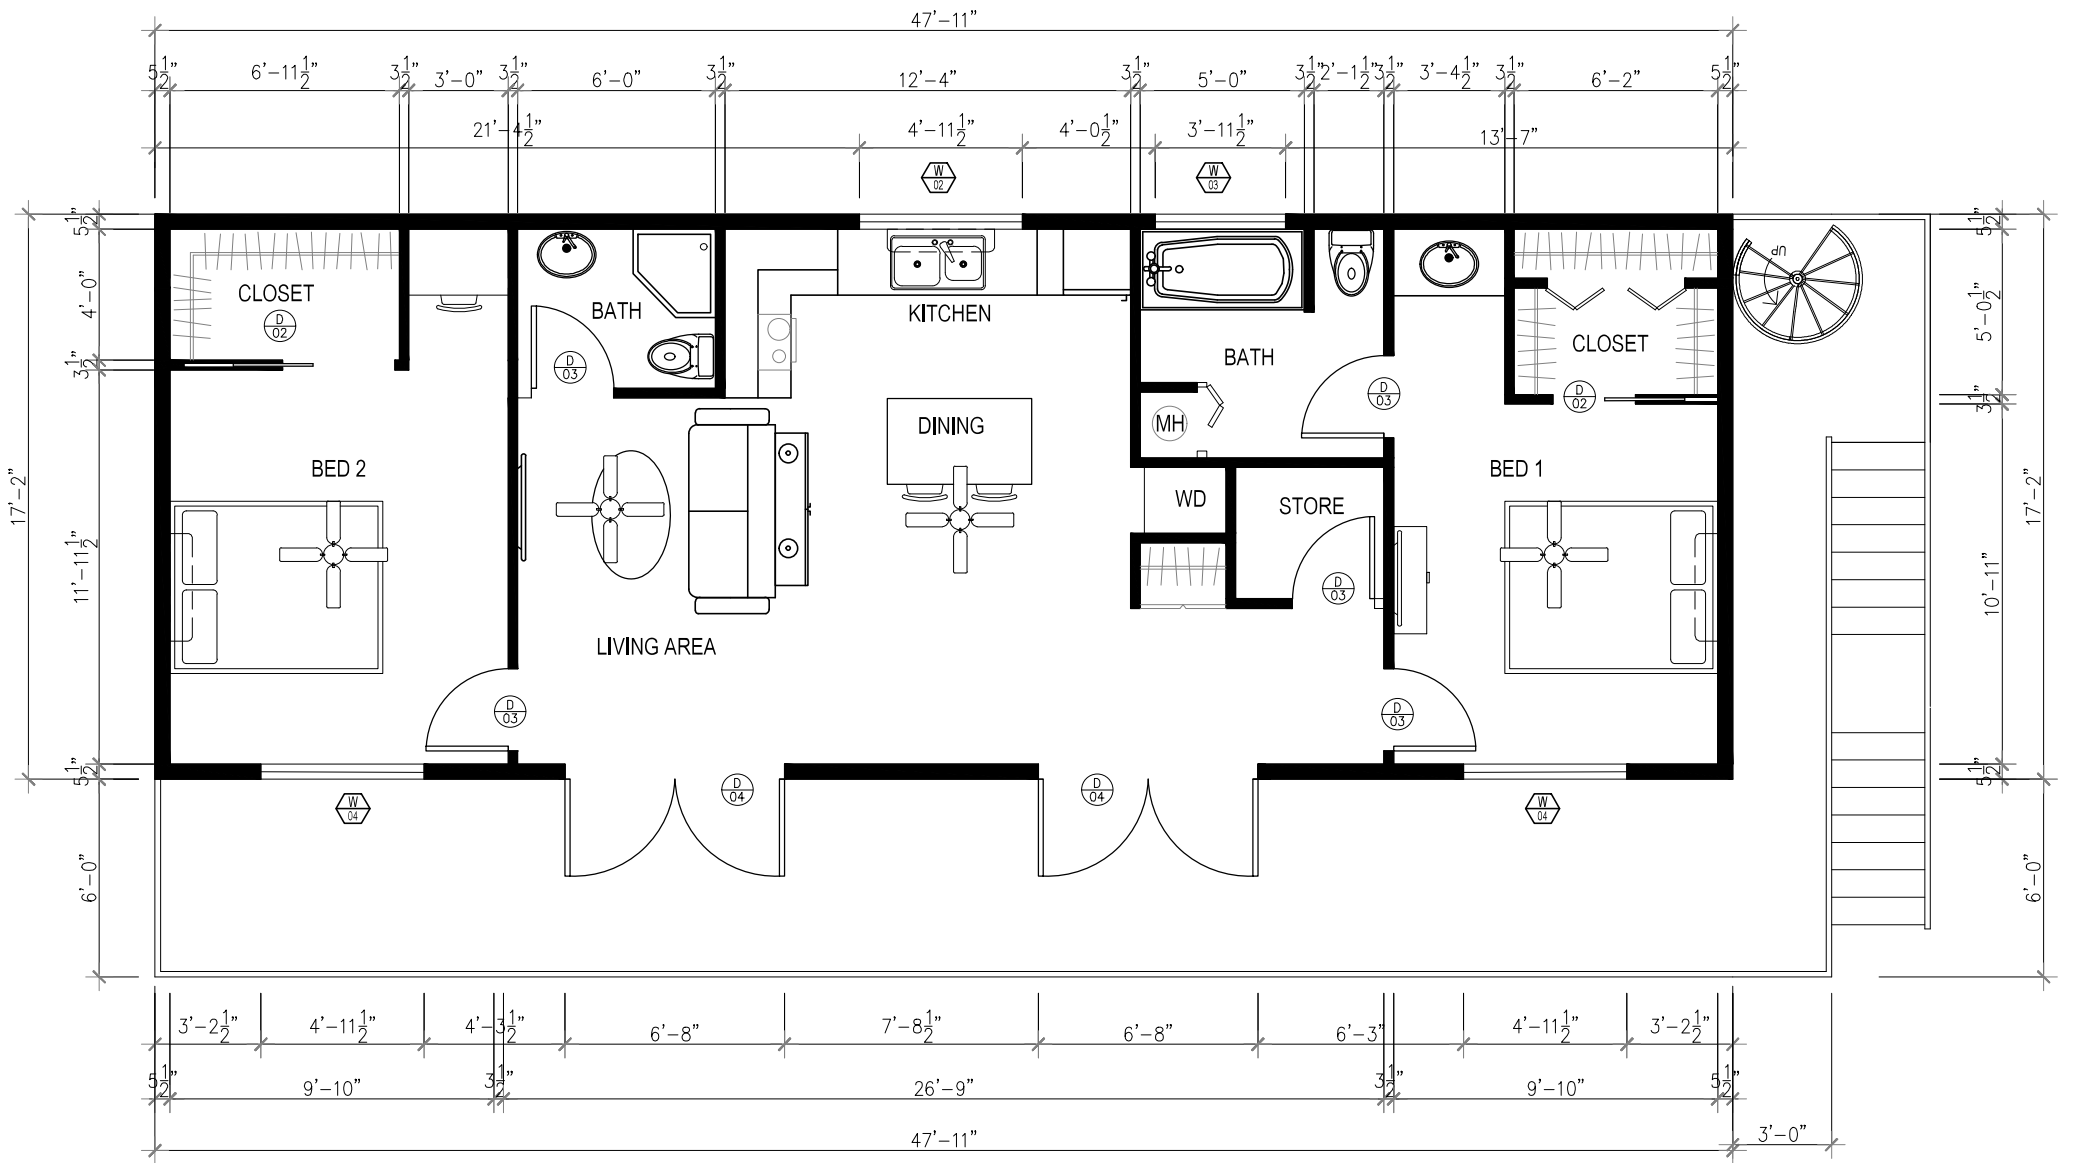 47'-11"
5½" 6'-11½" 3½" 3'-0" 3½" 6'-0" 3½" 12'-4" 3½" 5'-0" 3½" 2'-1½" 3½" 3'-4½" 3½" 6'-2" 5½"
21'-4½" 4'-11½" 4'-0½" 3'-11½" 13'-7"
W
02
W
03
5½"
4'-0"
3½"
11'-11½"
5½"
17'-2"
6'-0"
CLOSET
D
02
BATH
D
03
KITCHEN
BATH
D
03
CLOSET
D
02
UP
MH
DINING
BED 2
WD
STORE
D
03
BED 1
LIVING AREA
D
03
D
03
D
04
D
04
W
04
W
04
5½"
5'-0½"
3½"
10'-11"
5½"
17'-2"
6'-0"
3'-2½" 4'-11½" 4'-3½" 6'-8" 7'-8½" 6'-8" 6'-3" 4'-11½" 3'-2½"
5½" 9'-10" 3½" 26'-9" 3½" 9'-10" 5½"
47'-11" 3'-0"